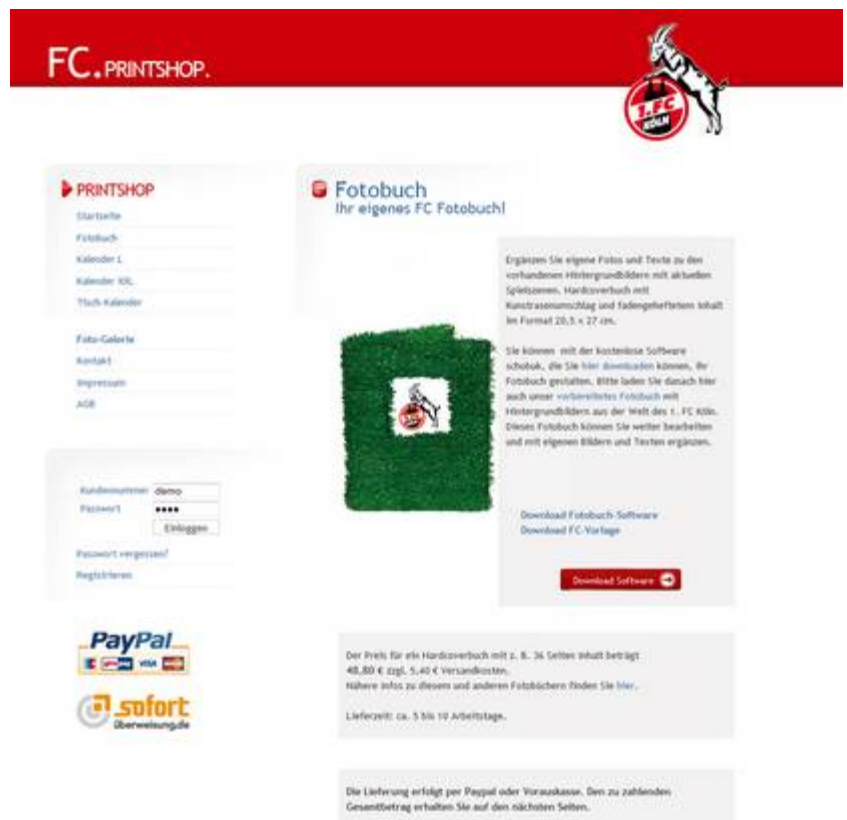 FC.PRINTSHOP.
1.FC
KÖLN
PRINTSHOP
Startseite
Fotobuch
Kalender L
Kalender XXL
Tisch-Kalender
Foto-Galerie
Kontakt
Impressum
AGB
Kundennummer demo
Passwort ••••
Einloggen
Passwort vergessen?
Registrieren
PayPal
VISA
sofort
überweisung.de
Fotobuch
Ihr eigenes FC Fotobuch!
Ergänzen Sie eigene Fotos und Texte zu den
vorhandenen Hintergrundbildern mit aktuellen
Spielszenen. Hardcoverbuch mit
Kunstrasenumschlag und fadengeheftetem Inhalt
im Format 20,5 x 27 cm.
Sie können mit der kostenlose Software
schobuk, die Sie hier downloaden können, Ihr
Fotobuch gestalten. Bitte laden Sie danach hier
auch unser vorbereitetes Fotobuch mit
Hintergrundbildern aus der Welt des 1. FC Köln.
Dieses Fotobuch können Sie weiter bearbeiten
und mit eigenen Bildern und Texten ergänzen.
Download Fotobuch-Software
Download FC-Vorlage
Download Software
Der Preis für ein Hardcoverbuch mit z. B. 36 Seiten Inhalt beträgt
48,80 € zzgl. 5,40 € Versandkosten.
Nähere Infos zu diesem und anderen Fotobüchern finden Sie hier.
Lieferzeit: ca. 5 bis 10 Arbeitstage.
Die Lieferung erfolgt per Paypal oder Vorauskasse. Den zu zahlenden
Gesamtbetrag erhalten Sie auf den nächsten Seiten.